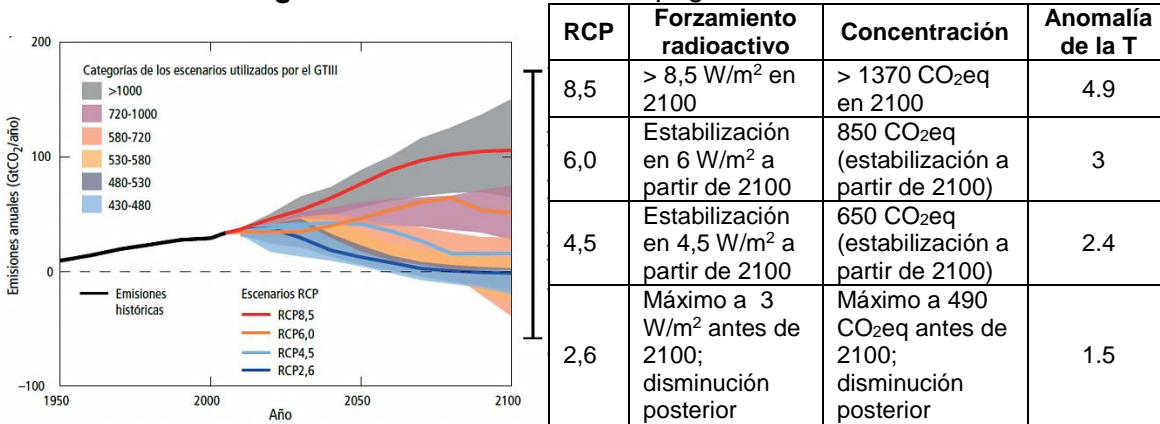 200
100
0
−100
Emisiones anuales (GtCO2/año)
Categorías de los escenarios utilizados por el GTIII
>1000
720-1000
580-720
530-580
480-530
430-480
Emisiones
históricas
Escenarios RCP
RCP8,5
RCP6,0
RCP4,5
RCP2,6
1950
2000
2050
2100
Año
RCP
Forzamiento
radioactivo
Concentración
Anomalía
de la T
8,5
> 8,5 W/m2 en
2100
> 1370 CO2eq
en 2100
4.9
6,0
Estabilización
en 6 W/m2 a
partir de 2100
850 CO2eq
(estabilización a
partir de 2100)
3
4,5
Estabilización
en 4,5 W/m2 a
partir de 2100
650 CO2eq
(estabilización a
partir de 2100)
2.4
2,6
Máximo a 3
W/m2 antes de
2100;
disminución
posterior
Máximo a 490
CO2eq antes de
2100;
disminución
posterior
1.5